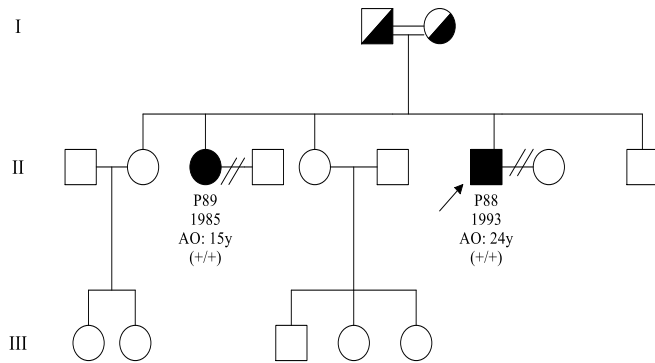 I
II
P89
1985
AO: 15y
(+/+)
P88
1993
AO: 24y
(+/+)
III